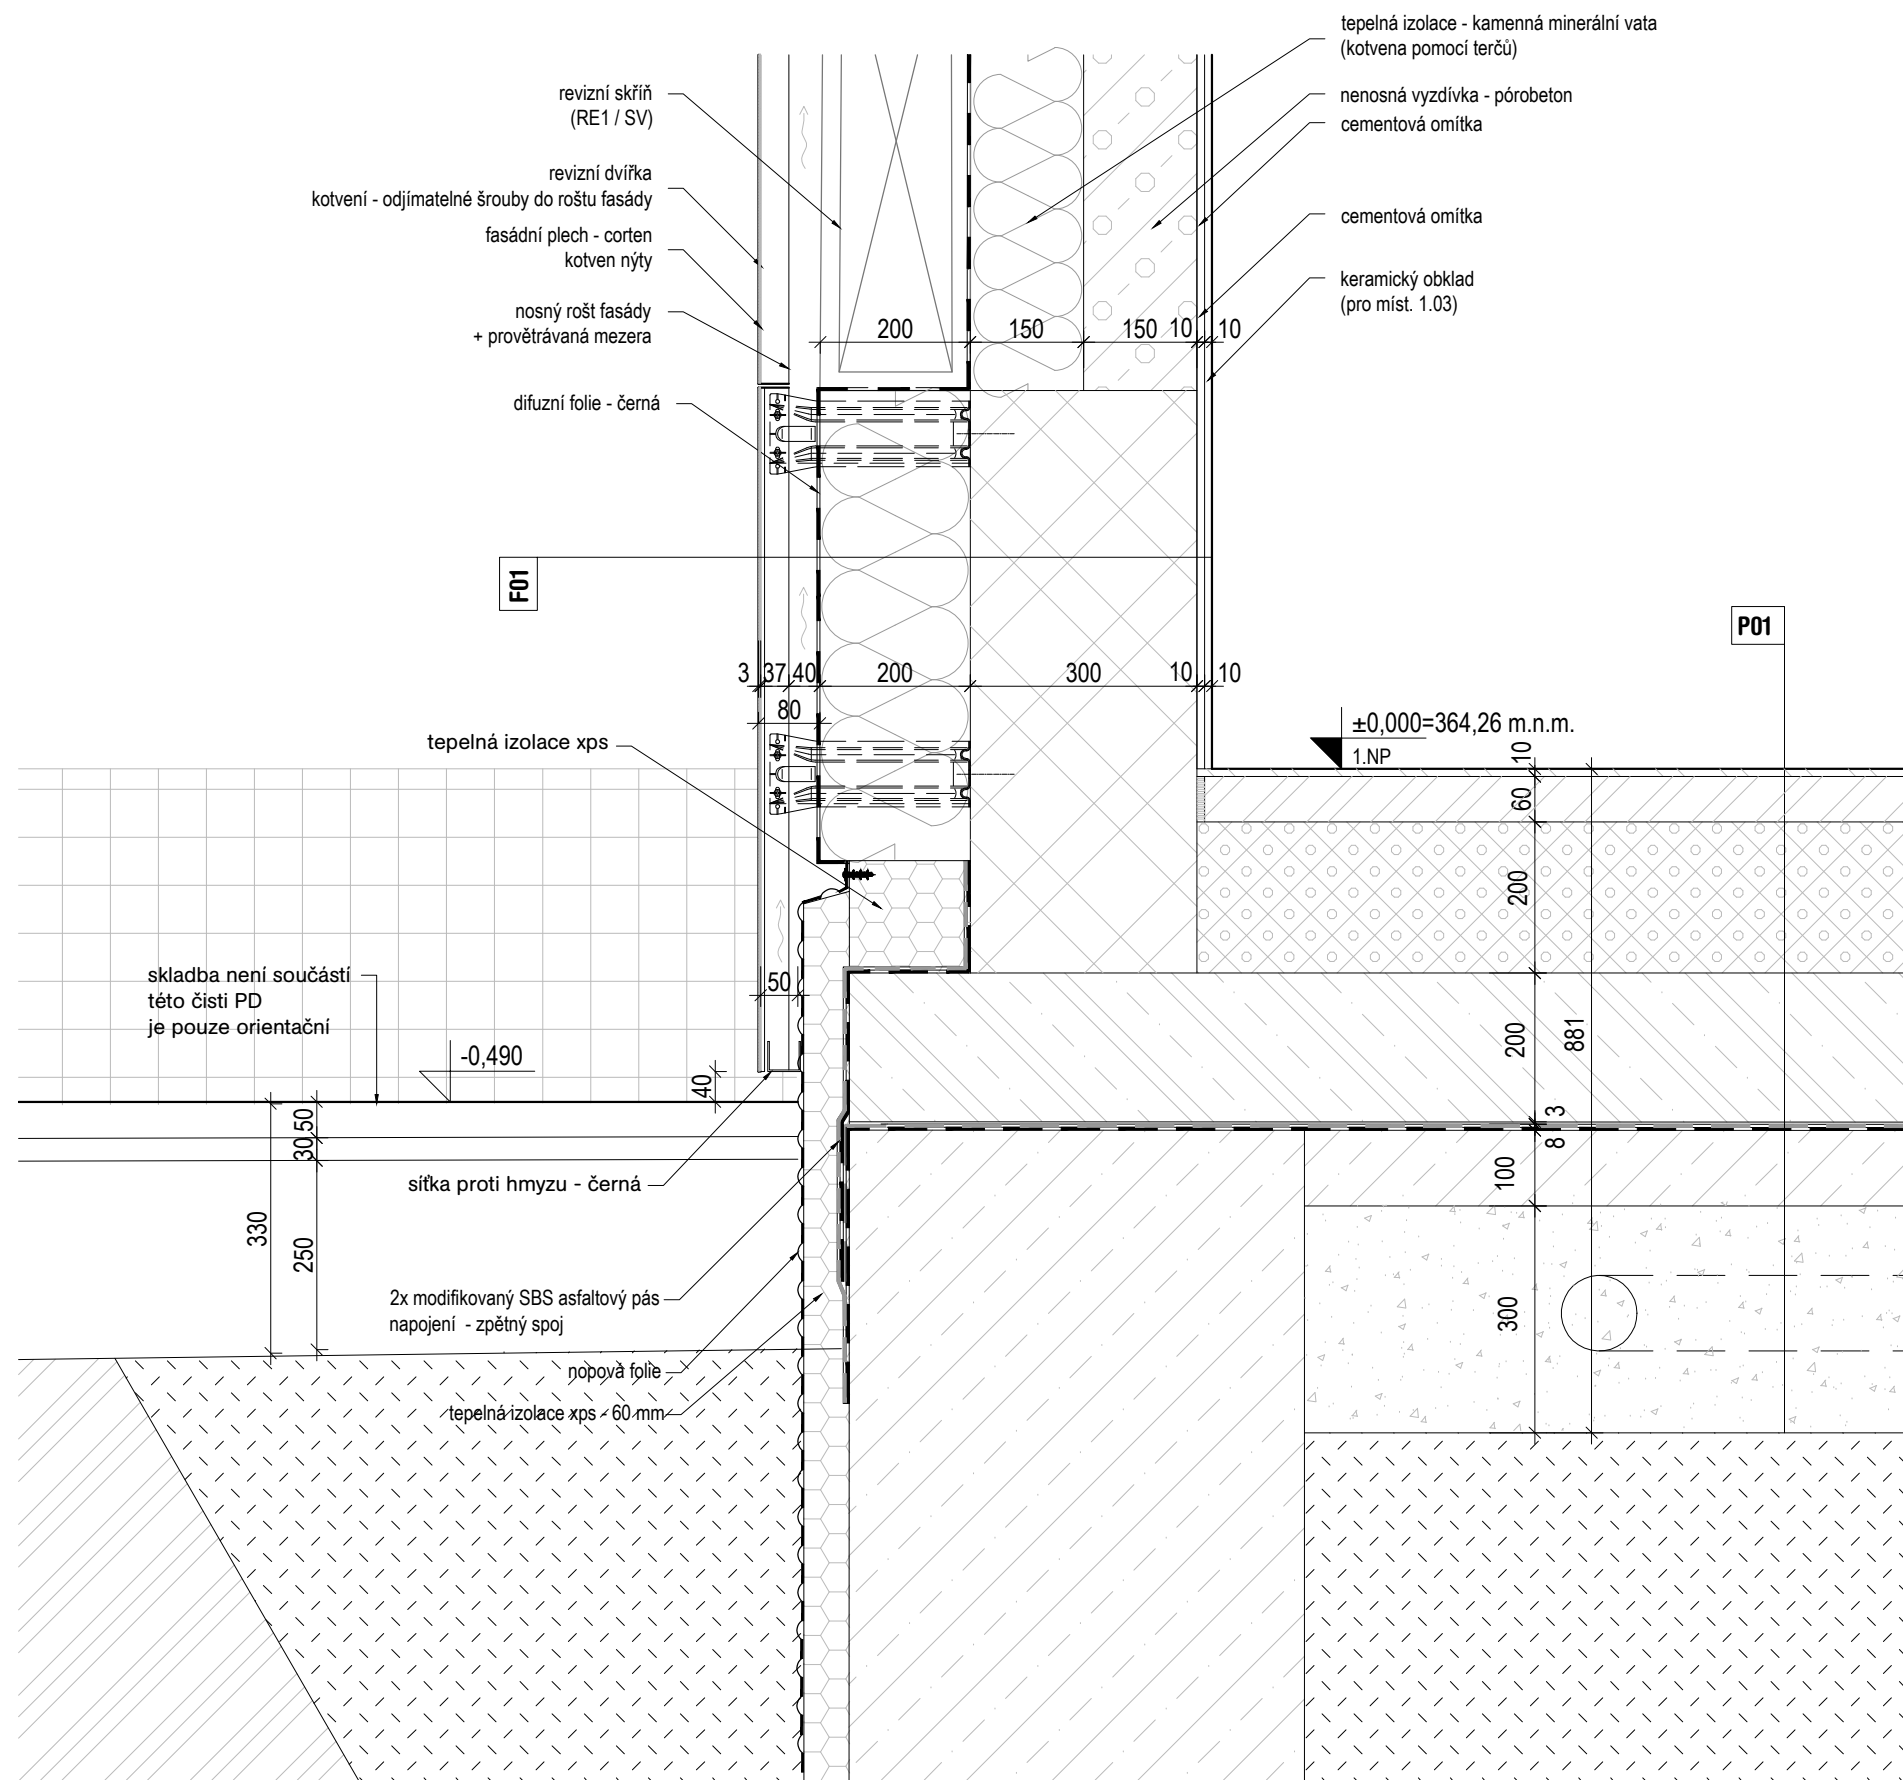 tepelná izolace - kamenná minerální vata
(kotvena pomocí terčů)
revizní skříň
(RE1 / SV)
nenosná vyzdívka - pórobeton
cementová omítka
revizní dvířka
kotvení - odjímatelné šrouby do roštu fasády
cementová omítka
fasádní plech - corten
kotven nýty
keramický obklad
(pro míst. 1.03)
nosný rošt fasády
+ provětrávaná mezera
200 150 150 10 10
difuzní folie - černá
F01
P01
3 37 40 200 300 10 10
80
±0,000=364,26 m.n.m.
1.NP
tepelná izolace xps
10
60
200
skladba není součástí
této čisti PD
je pouze orientační
50
-0,490
40
200
881
3
8
50
30
síťka proti hmyzu - černá
100
330
250
2x modifikovaný SBS asfaltový pás
napojení - zpětný spoj
300
nopová folie
tepelná izolace xps - 60 mm